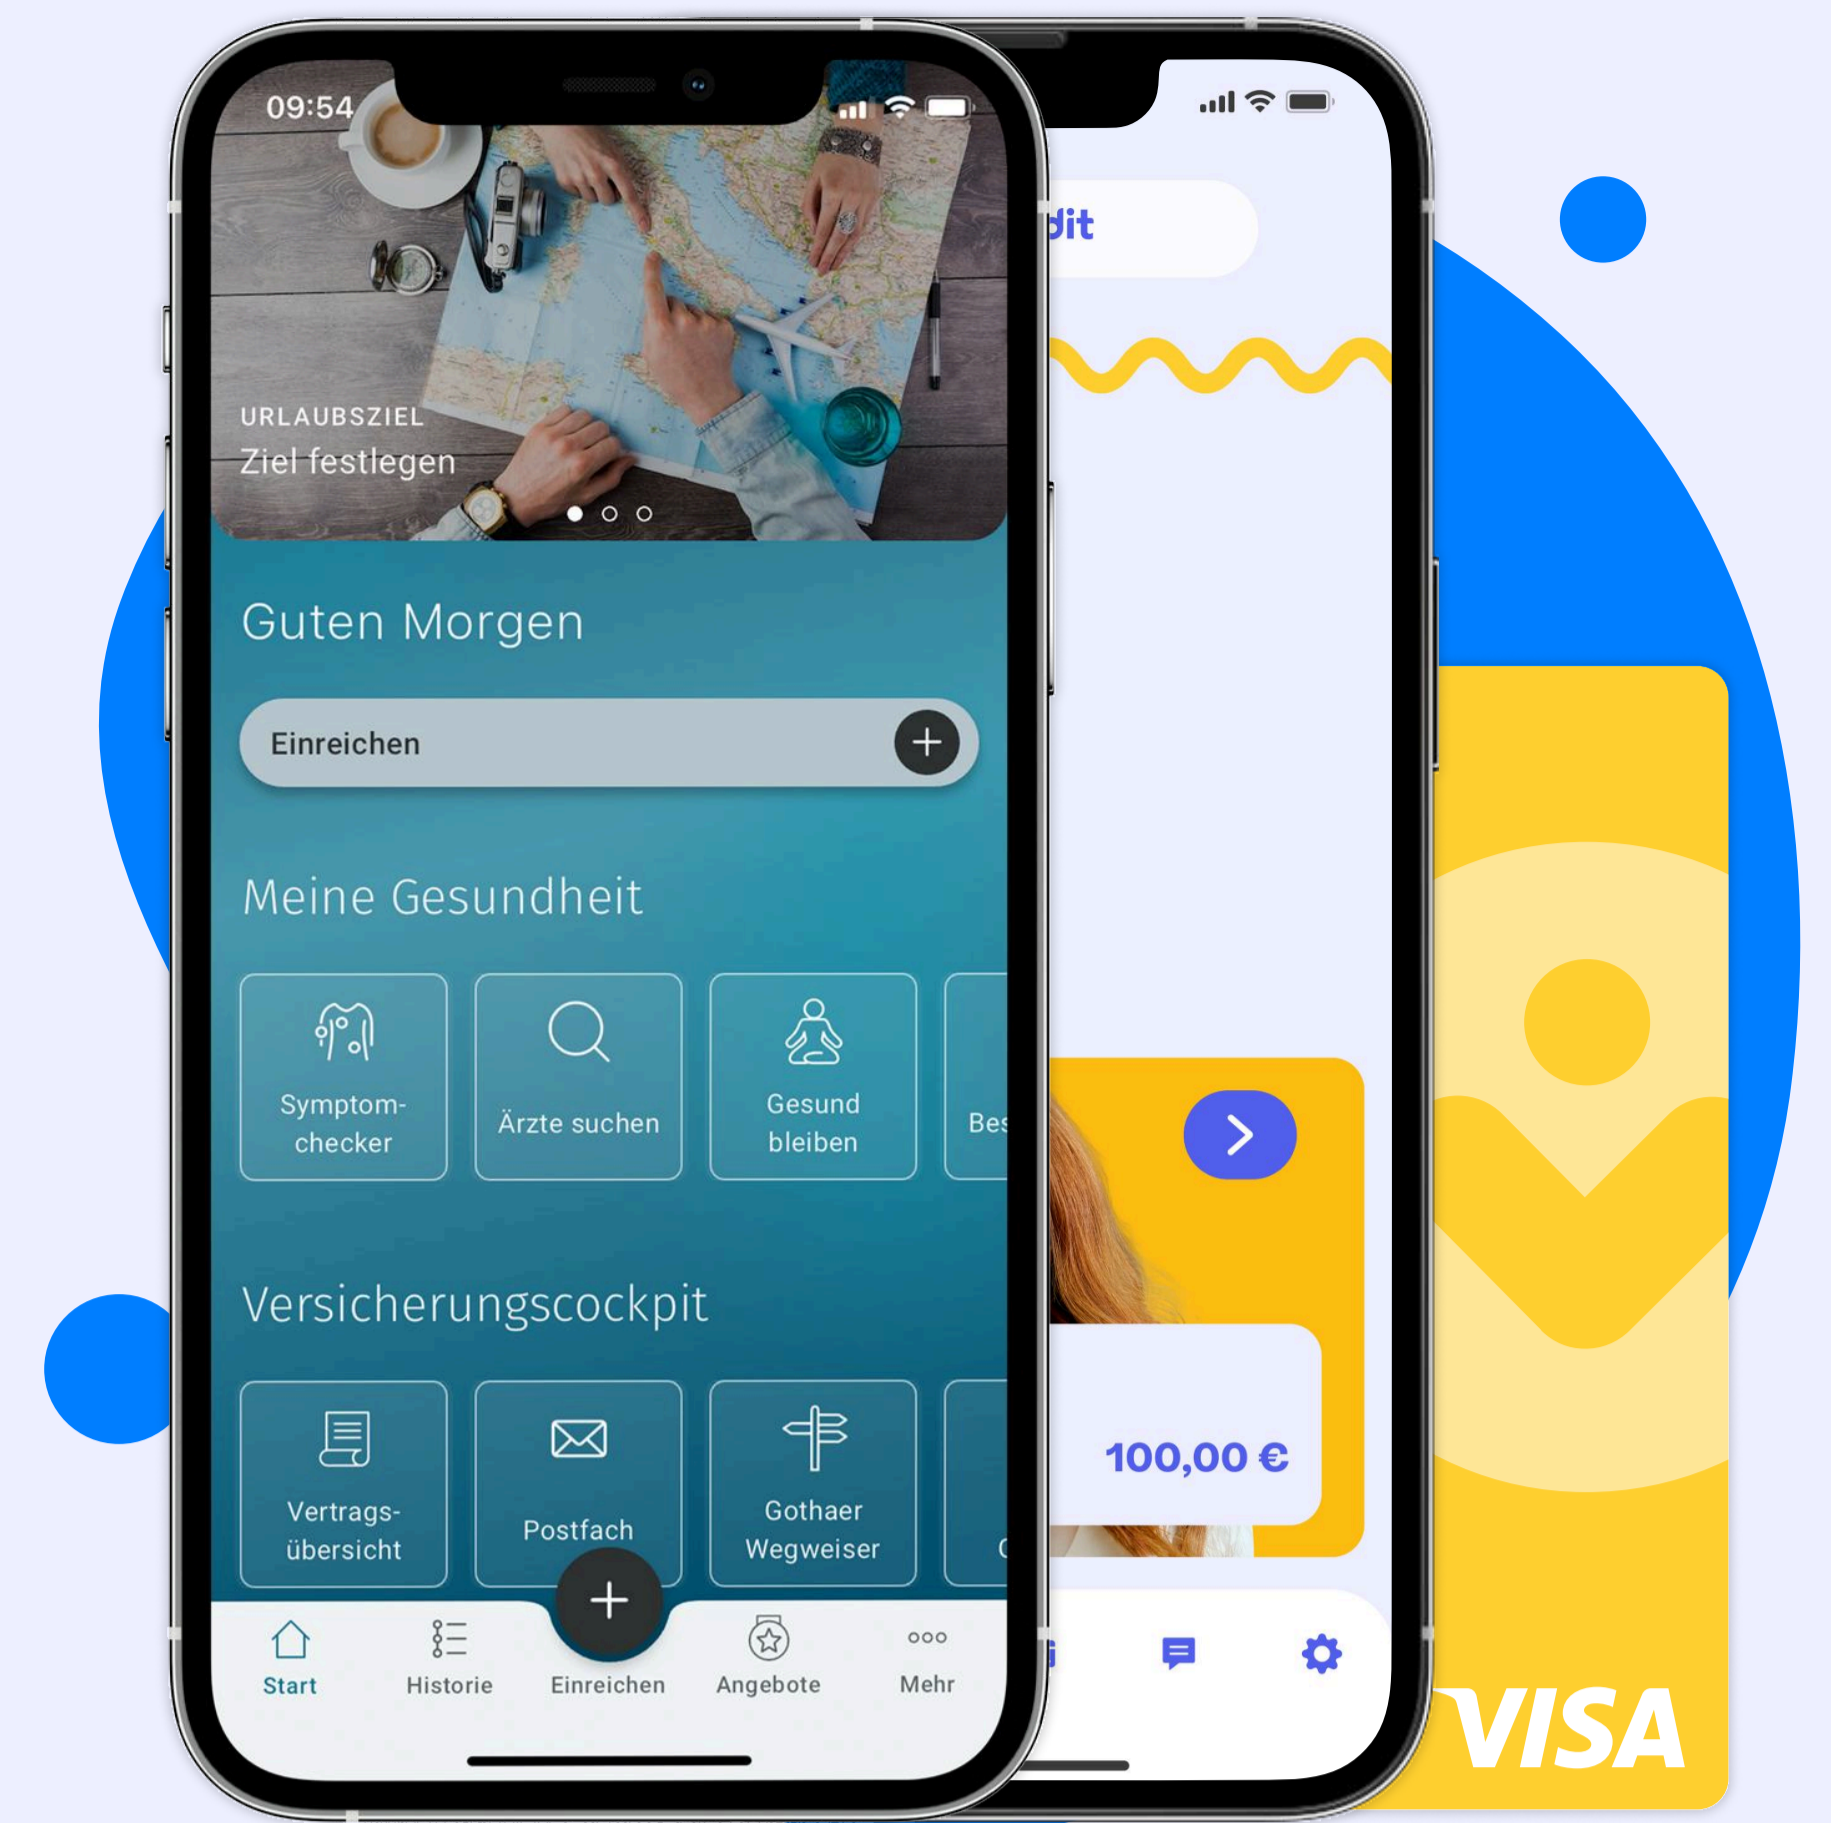 09:54
URLAUBSZIEL
Ziel festlegen
Guten Morgen
Einreichen
Meine Gesundheit
Symptom-
checker
Ärzte suchen
Gesund
bleiben
Versicherungscockpit
Vertrags-
übersicht
Postfach
Gothaer
Wegweiser
Start
Historie
Einreichen
Angebote
Mehr
100,00 €
VISA